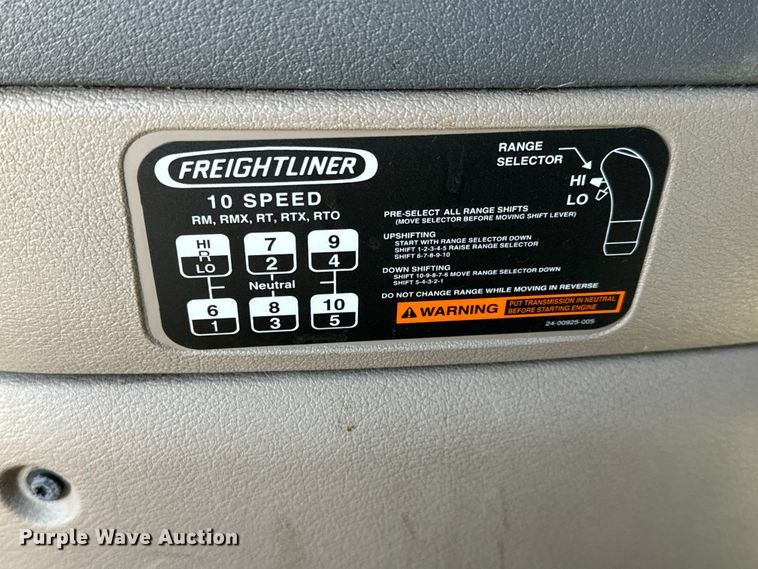 FREIGHTLINER
10 SPEED
RM, RMX, RT, RTX, RTO
HI 7 9
R 2 4
LO
Neutral
6 8 10
1 3 5
RANGE
SELECTOR
HI
LO
PRE-SELECT ALL RANGE SHIFTS
(MOVE SELECTOR BEFORE MOVING SHIFT LEVER)
UPSHIFTING
START WITH RANGE SELECTOR DOWN
SHIFT 1-2-3-4-5 RAISE RANGE SELECTOR
SHIFT 6-7-8-9-10
DOWN SHIFTING
SHIFT 10-9-8-7-6 MOVE RANGE SELECTOR DOWN
SHIFT 5-4-3-2-1
DO NOT CHANGE RANGE WHILE MOVING IN REVERSE
WARNING
PUT TRANSMISSION IN NEUTRAL
BEFORE STARTING ENGINE
24-00925-005
Purple Wave Auction